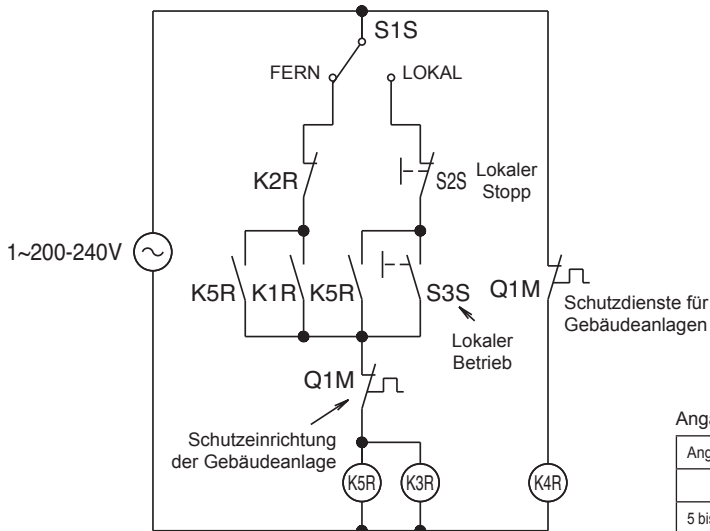 S1S
FERN
LOKAL
K2R
S2S
Lokaler
Stopp
1~200-240V
K5R
K1R
K5R
S3S
Q1M
Schutzdienste für
Gebäudeanlagen
Lokaler
Betrieb
Q1M
Schutzeinrichtung
der Gebäudeanlage
K5R
K3R
K4R
Anga
Ang
5 bis